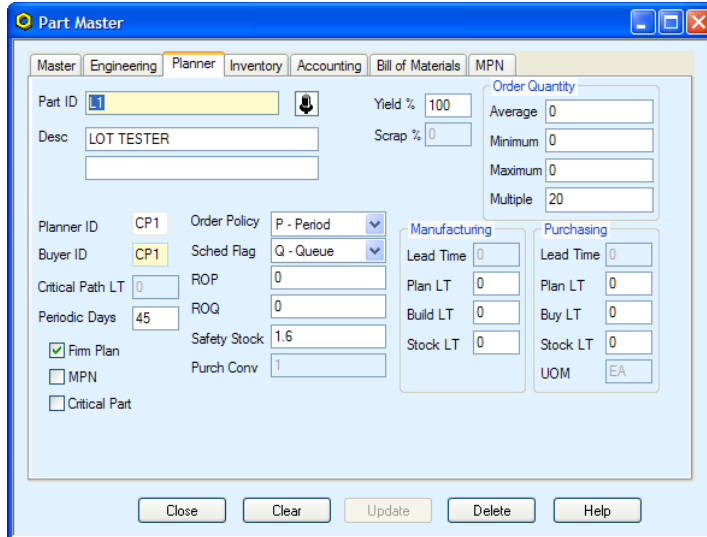 Part Master
Master Engineering Planner Inventory Accounting Bill of Materials MPN
Part ID L1
Desc LOT TESTER
Yield % 100
Scrap % 0
Order Quantity
Average 0
Minimum 0
Maximum 0
Multiple 20
Planner ID CP1
Buyer ID CP1
Critical Path LT 0
Periodic Days 45
Firm Plan
MPN
Critical Part
Order Policy P - Period
Sched Flag Q - Queue
ROP 0
ROQ 0
Safety Stock 1.6
Purch Conv 1
Manufacturing
Lead Time 0
Plan LT 0
Build LT 0
Stock LT 0
Purchasing
Lead Time 0
Plan LT 0
Buy LT 0
Stock LT 0
UOM EA
Close Clear Update Delete Help